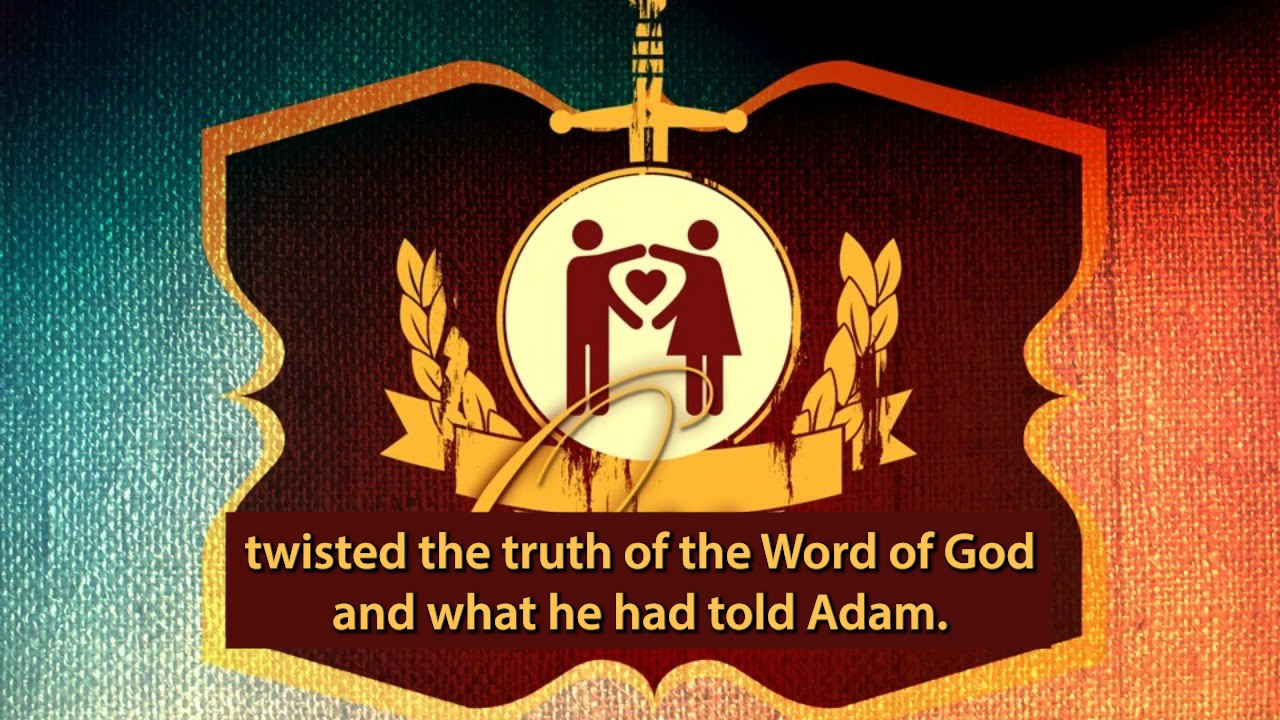 twisted the truth of the Word of God
and what he had told Adam.